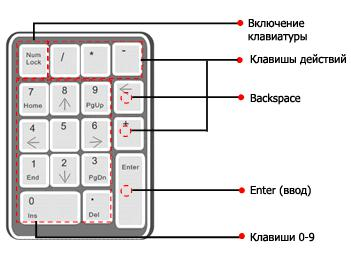 Включение
клавиатуры
Num
Lock
/
*
-
Клавишы действий
7
Home
8
↑
9
PgUp
←
Backspace
4
←
5
6
→
±
1
End
2
↓
3
PgDn
Enter
Enter (ввод)
0
Ins
.
Del
Клавиши 0-9